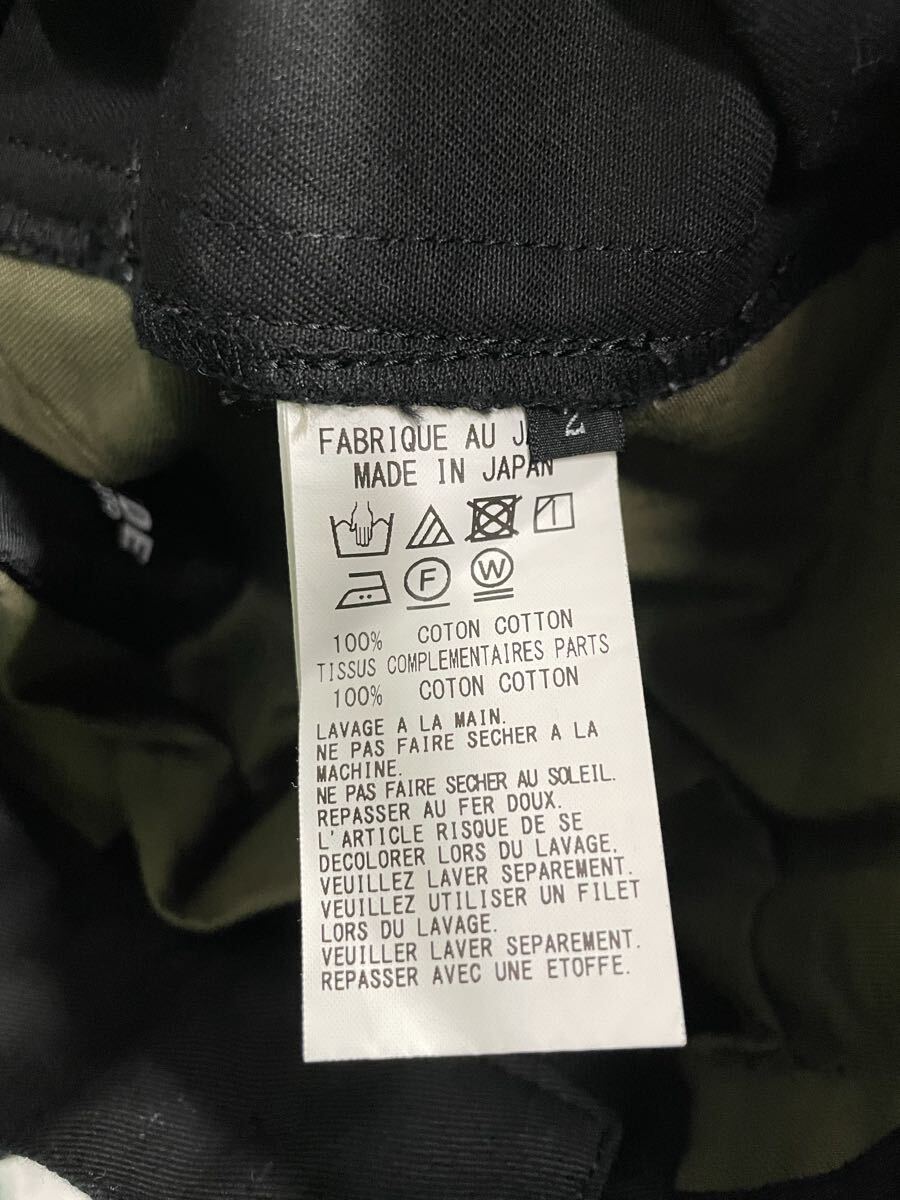 FABRIQUE AU
2
MADE IN JAPAN
F
W
100% COTON COTTON
TISSUS COMPLEMENTAIRES PARTS
100% COTON COTTON
LAVAGE A LA MAIN.
NE PAS FAIRE SECHER A LA
MACHINE.
NE PAS FAIRE SECHER AU SOLEIL.
REPASSER AU FER DOUX.
L'ARTICLE RISQUE DE SE
DECOLORER LORS DU LAVAGE.
VEUILLEZ LAVER SEPAREMENT.
VEUILLEZ UTILISER UN FILET
LORS DU LAVAGE.
VEUILLER LAVER SEPAREMENT.
REPASSER AVEC UNE ETOFFE.